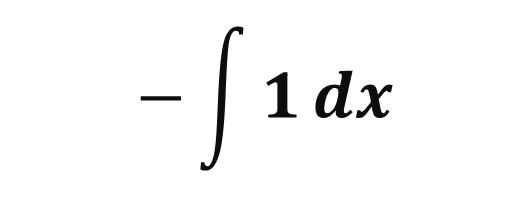 − ∫ 1 dx